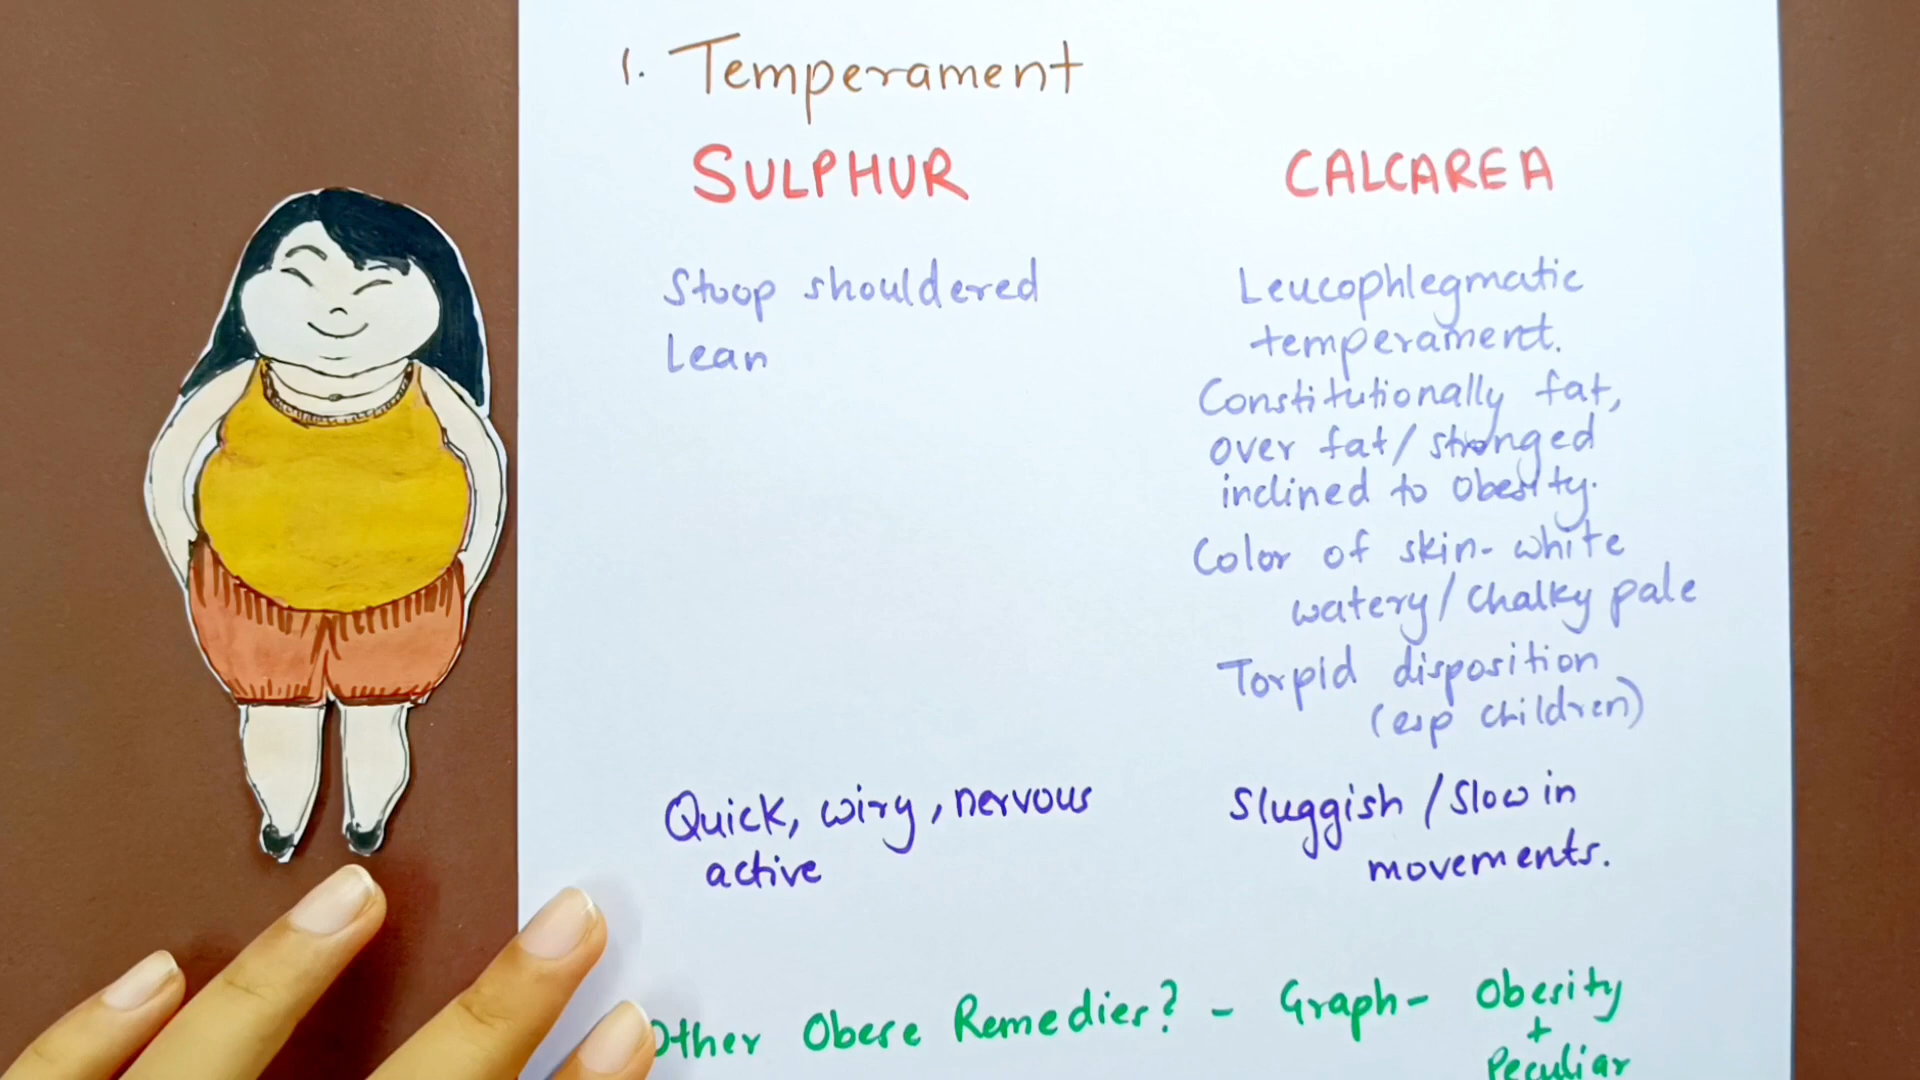 1. Temperament
SULPHUR
CALCAREA
Stoop shouldered
Lean
Leucophlegmatic
temperament.
Constitutionally fat,
over fat/ stronged
inclined to Obesity.
Color of skin- white
watery/Chalky pale
Torpid disposition
(esp children)
Quick, wiry, nervous
active
Sluggish /Slow in
movements.
Other Obese Remedies? - Graph- Obesity
+
Peculiar